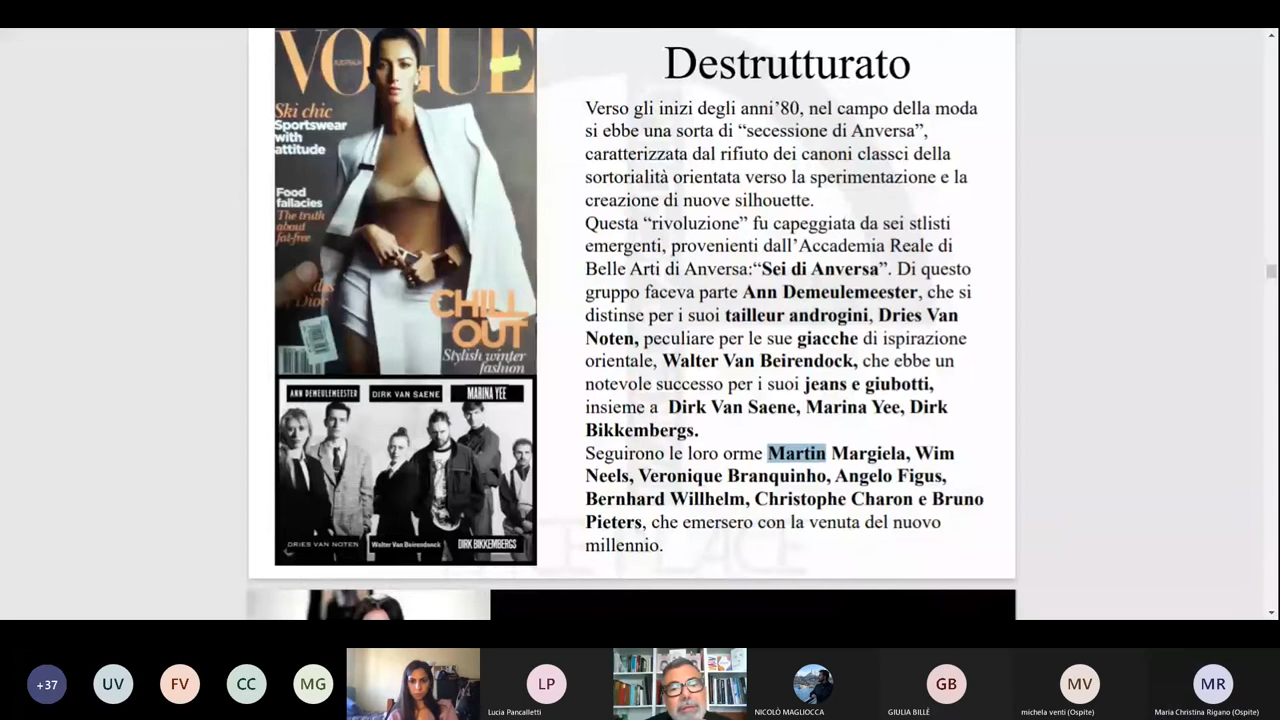 VOGUE
AUSTRALIA
Ski chic
Sportswear
with
attitude
Food
fallacies
The truth
about
fat-free
Dior
CHILL
OUT
Stylish winter
fashion
ANN DEMEULEMEESTER
DIRK VAN SAENE
MARINA YEE
DRIES VAN NOTEN
Walter Van Beirendonck
DIRK BIKKEMBERGS
Destrutturato
Verso gli inizi degli anni’80, nel campo della moda
si ebbe una sorta di “secessione di Anversa”,
caratterizzata dal rifiuto dei canoni classci della
sortorialità orientata verso la sperimentazione e la
creazione di nuove silhouette.
Questa “rivoluzione” fu capeggiata da sei stlisti
emergenti, provenienti dall’Accademia Reale di
Belle Arti di Anversa:“Sei di Anversa”. Di questo
gruppo faceva parte Ann Demeulemeester, che si
distinse per i suoi tailleur androgini, Dries Van
Noten, peculiare per le sue giacche di ispirazione
orientale, Walter Van Beirendock, che ebbe un
notevole successo per i suoi jeans e giubotti,
insieme a Dirk Van Saene, Marina Yee, Dirk
Bikkembergs.
Seguirono le loro orme Martin Margiela, Wim
Neels, Veronique Branquinho, Angelo Figus,
Bernhard Willhelm, Christophe Charon e Bruno
Pieters, che emersero con la venuta del nuovo
millennio.
+37
UV
FV
CC
MG
LP
Lucia Pancalletti
NICOLÒ MAGLIOCCA
GB
GIULIA BILLÈ
MV
michela venti (Ospite)
MR
Maria Christina Rigano (Ospite)